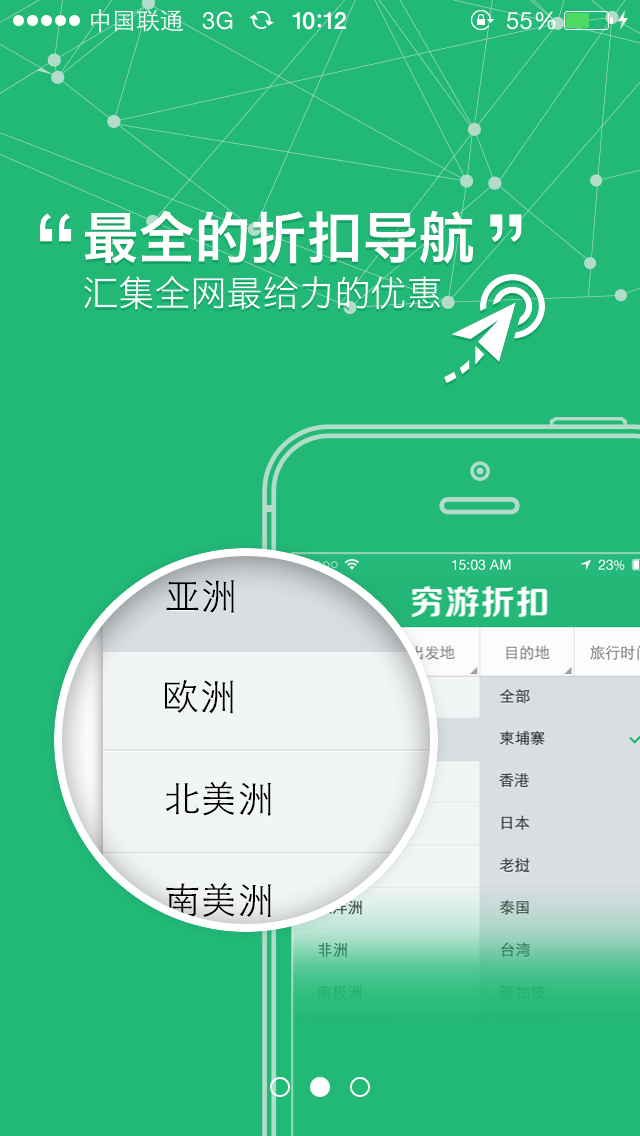 中国联通 3G 10:12 55%
“最全的折扣导航”
汇集全网最给力的优惠
15:03 AM 23%
穷游折扣
出发地 目的地 旅行时间
亚洲
欧洲
北美洲
南美洲
洋洲
非洲
南极洲
全部
柬埔寨
香港
日本
老挝
泰国
台湾
新加坡